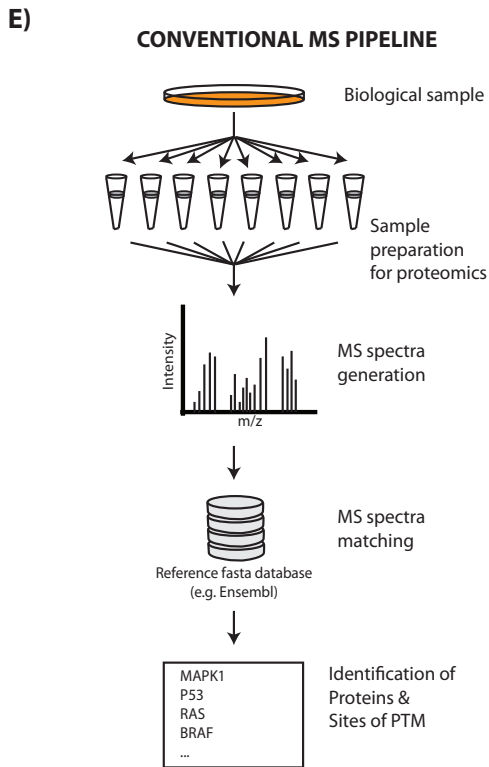 E)
CONVENTIONAL MS PIPELINE
Biological sample
Sample
preparation
for proteomics
Intensity
m/z
MS spectra
generation
MS spectra
matching
Reference fasta database
(e.g. Ensembl)
MAPK1
P53
RAS
BRAF
...
Identification of
Proteins &
Sites of PTM